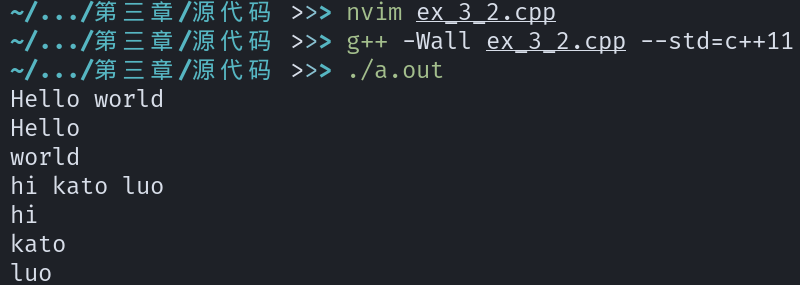 ~/.../第三章/源代码 >>> nvim ex_3_2.cpp
~/.../第三章/源代码 >>> g++ -Wall ex_3_2.cpp --std=c++11
~/.../第三章/源代码 >>> ./a.out
Hello world
Hello
world
hi kato luo
hi
kato
luo